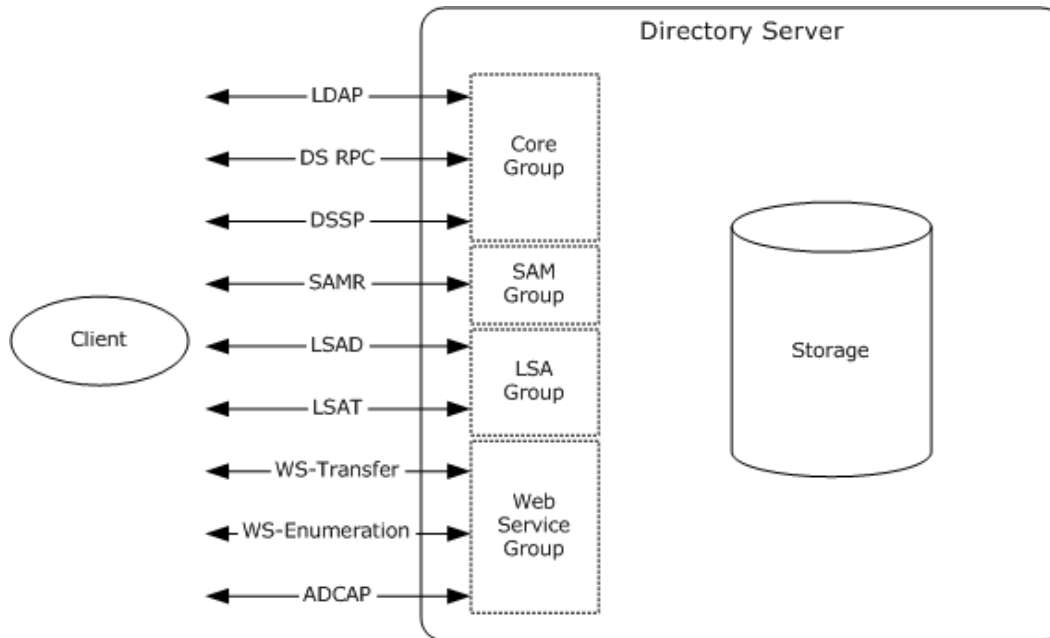 Directory Server
LDAP
DS RPC
DSSP
SAMR
LSAD
LSAT
WS-Transfer
WS-Enumeration
ADCAP
Client
Core
Group
SAM
Group
LSA
Group
Web
Service
Group
Storage